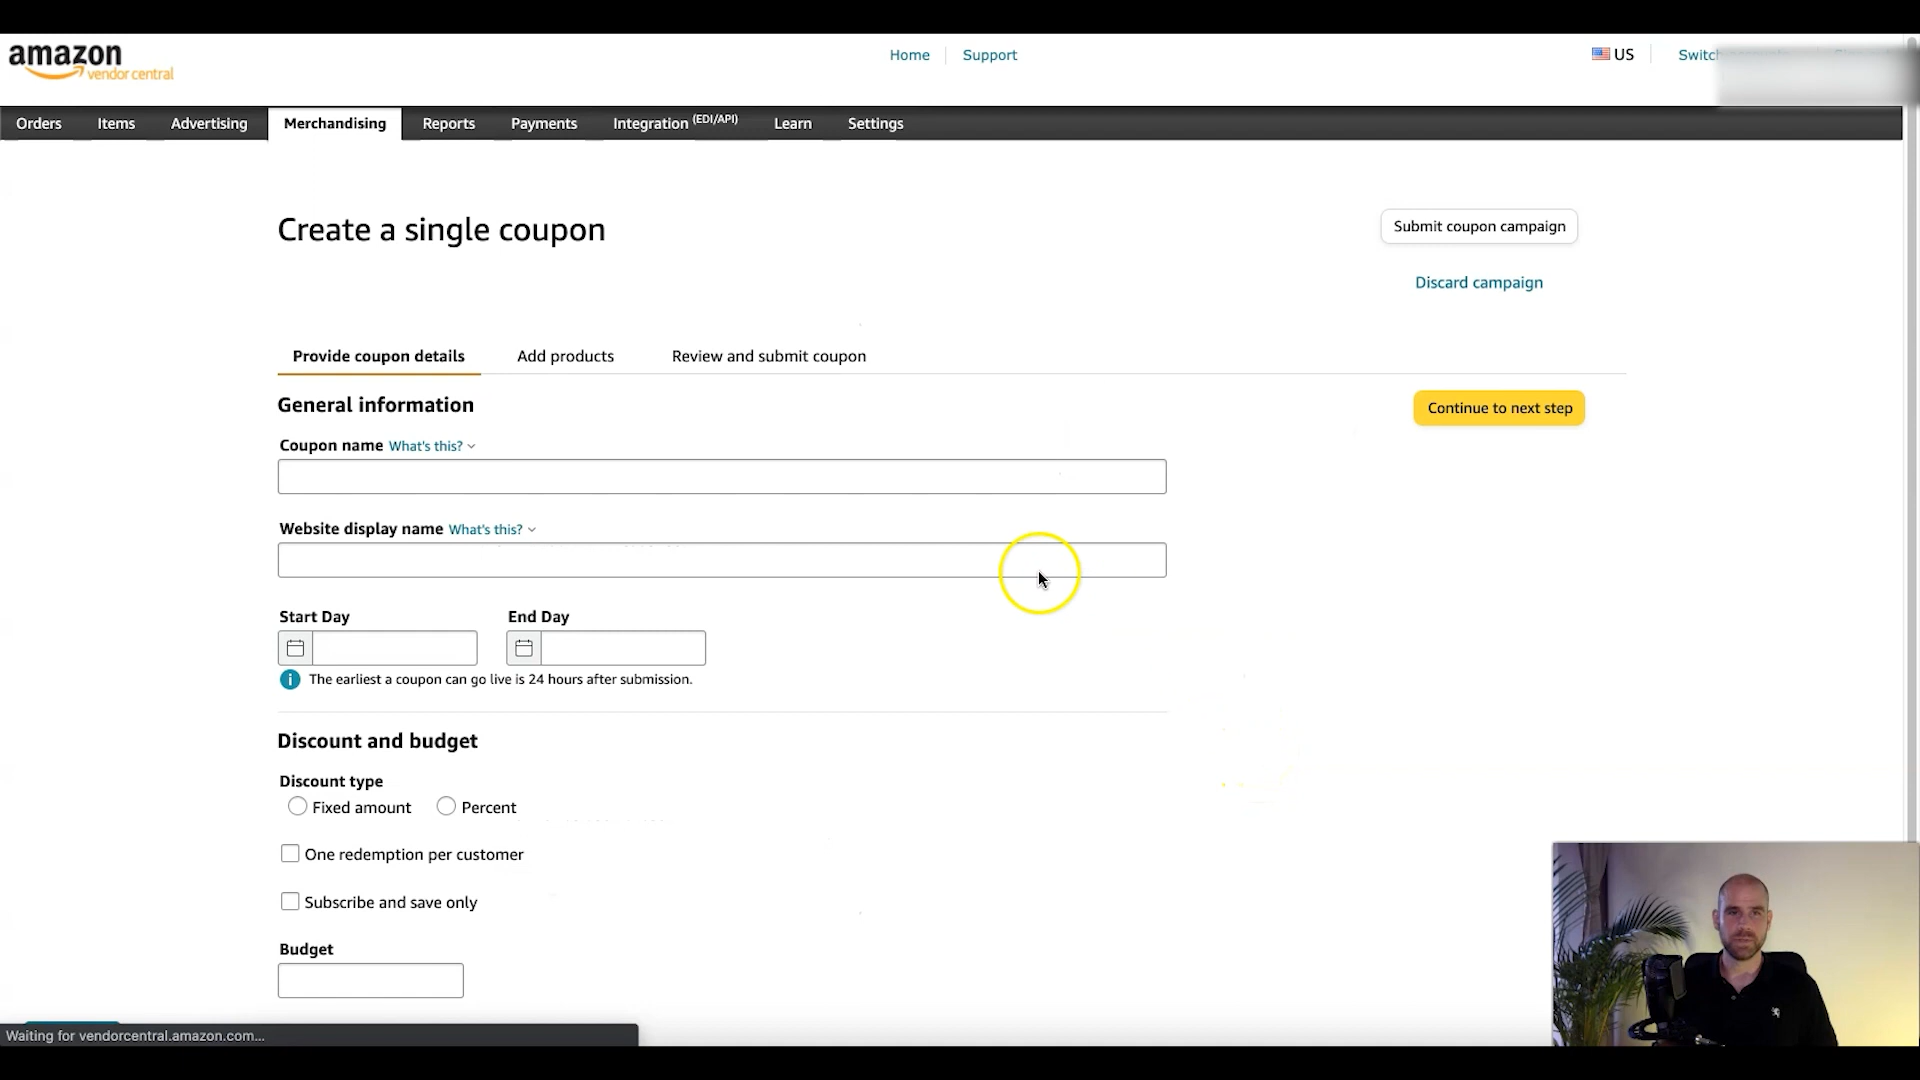 amazon
vendor central
Home
Support
US
Switch
Orders
Items
Advertising
Merchandising
Reports
Payments
Integration (EDI/API)
Learn
Settings
Create a single coupon
Submit coupon campaign
Discard campaign
Provide coupon details
Add products
Review and submit coupon
General information
Continue to next step
Coupon name What's this?
Website display name What's this?
Start Day
End Day
The earliest a coupon can go live is 24 hours after submission.
Discount and budget
Discount type
Fixed amount
Percent
One redemption per customer
Subscribe and save only
Budget
Waiting for vendorcentral.amazon.com...